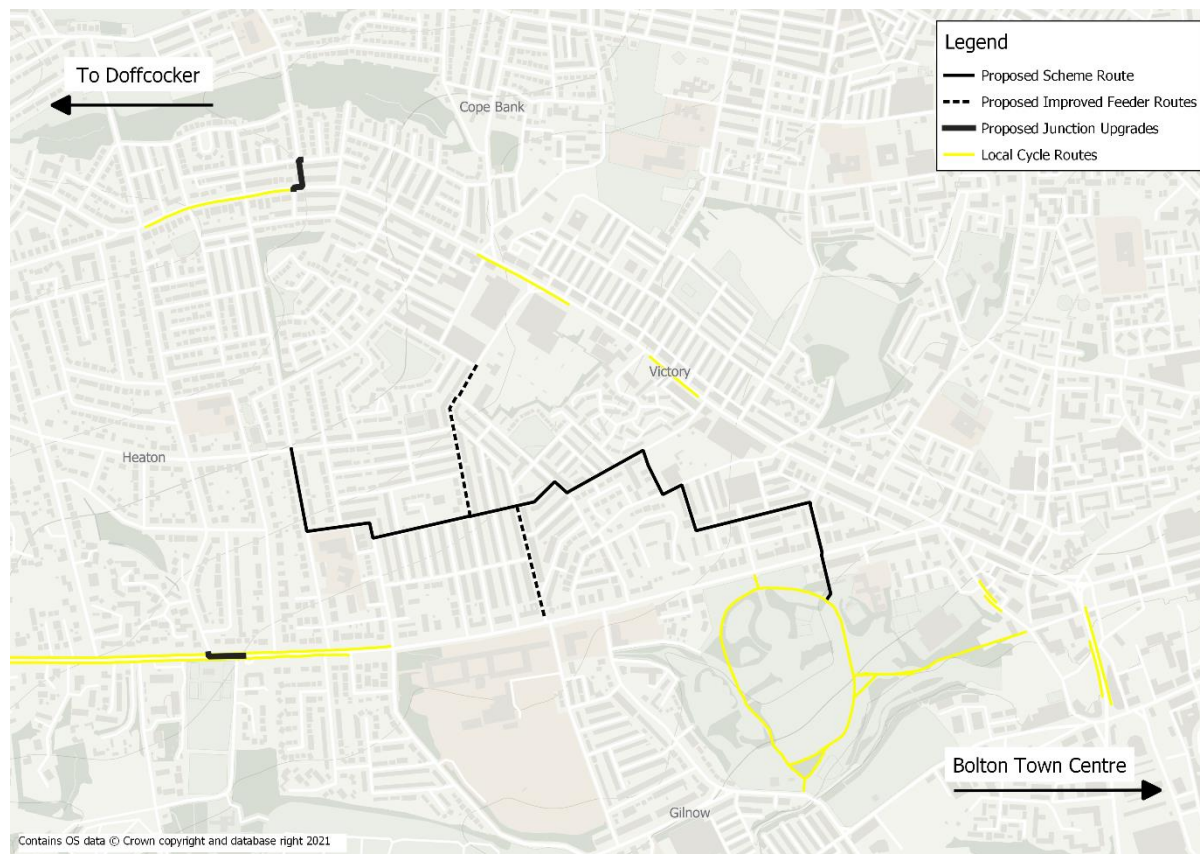 Legend
Proposed Scheme Route
Proposed Improved Feeder Routes
Proposed Junction Upgrades
Local Cycle Routes
To Doffcocker
Cope Bank
Victory
Heaton
Bolton Town Centre
Gilnow
Contains OS data © Crown copyright and database right 2021